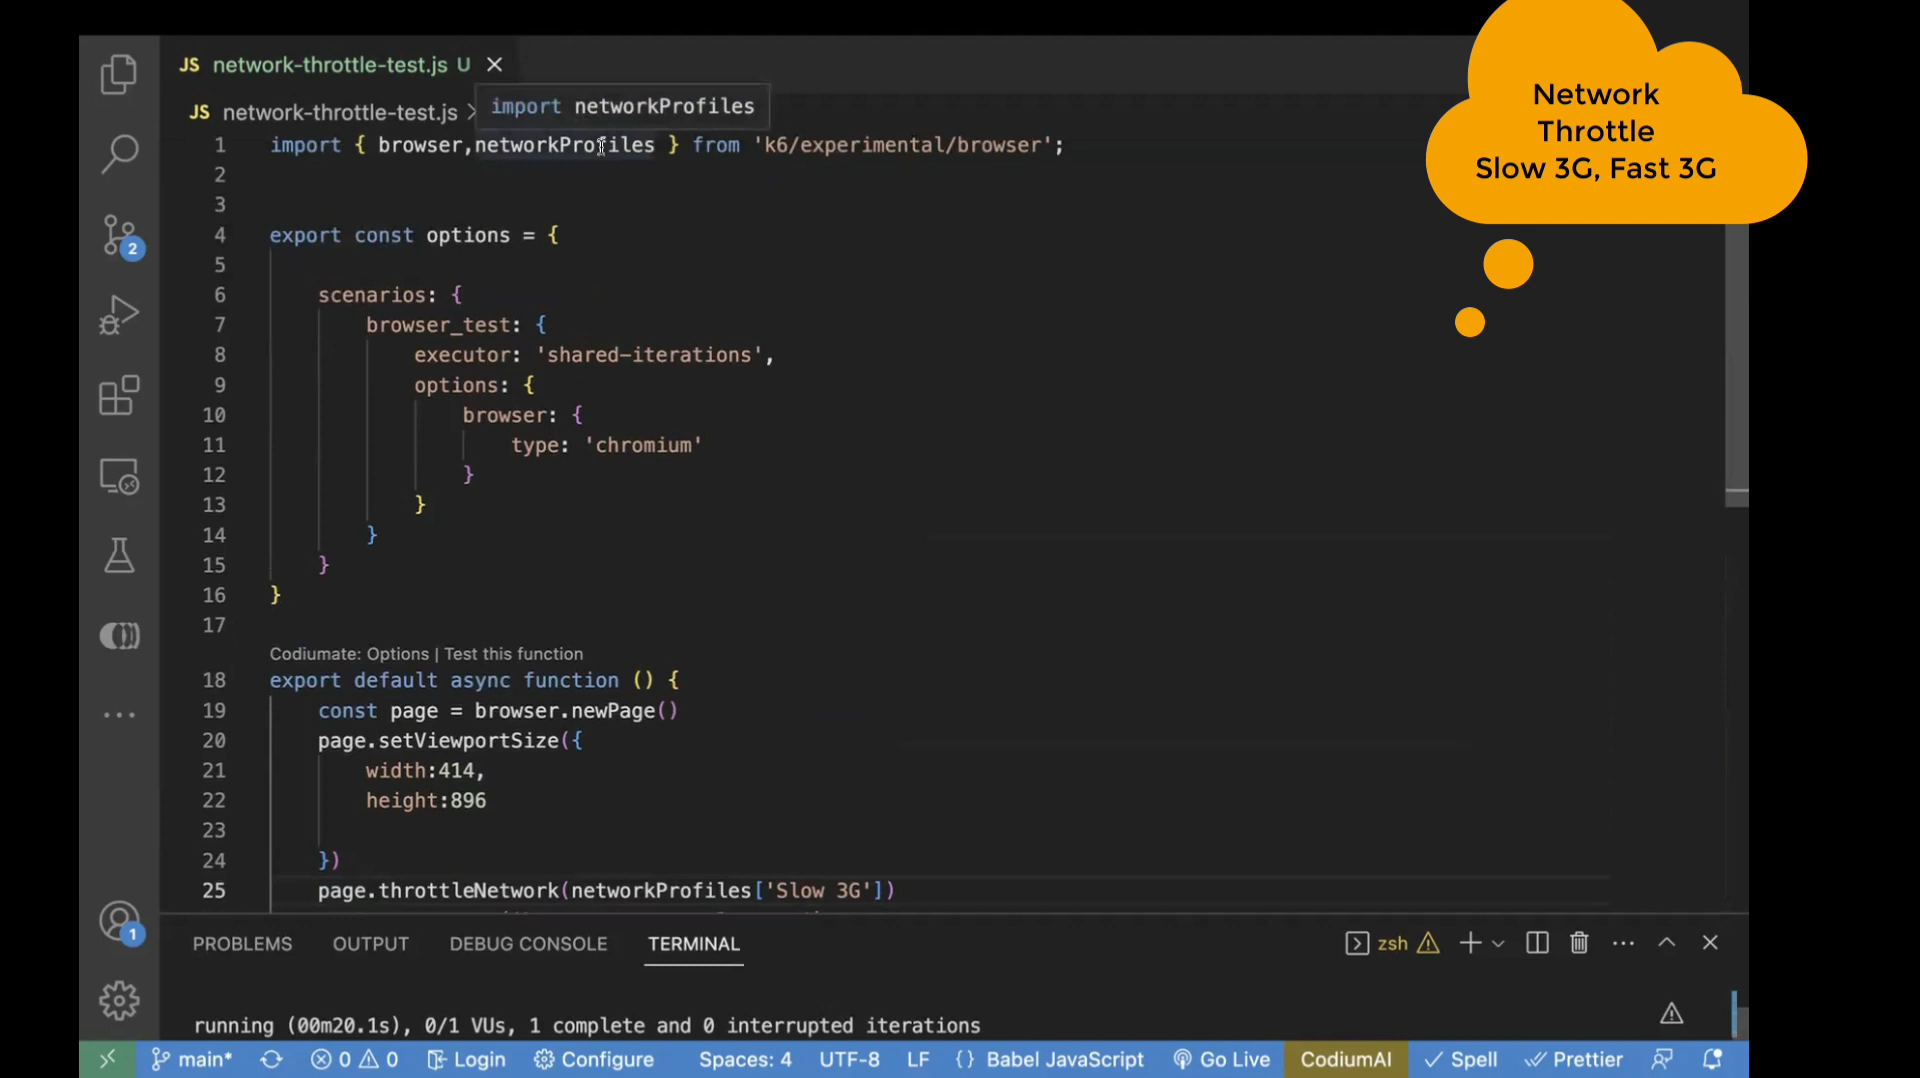 JS network-throttle-test.js U
JS network-throttle-test.js >
import networkProfiles
1 import { browser,networkProfiles } from 'k6/experimental/browser';
2
3
4 export const options = {
5
6 scenarios: {
7 browser_test: {
8 executor: 'shared-iterations',
9 options: {
10 browser: {
11 type: 'chromium'
12 }
13 }
14 }
15 }
16 }
17
Codiumate: Options | Test this function
18 export default async function () {
19 const page = browser.newPage()
20 page.setViewportSize({
21 width:414,
22 height:896
23
24 })
25 page.throttleNetwork(networkProfiles['Slow 3G'])
Network
Throttle
Slow 3G, Fast 3G
2
1
PROBLEMS OUTPUT DEBUG CONSOLE TERMINAL zsh
running (00m20.1s), 0/1 VUs, 1 complete and 0 interrupted iterations
main* 0 0 Login Configure Spaces: 4 UTF-8 LF {} Babel JavaScript Go Live CodiumAI Spell Prettier